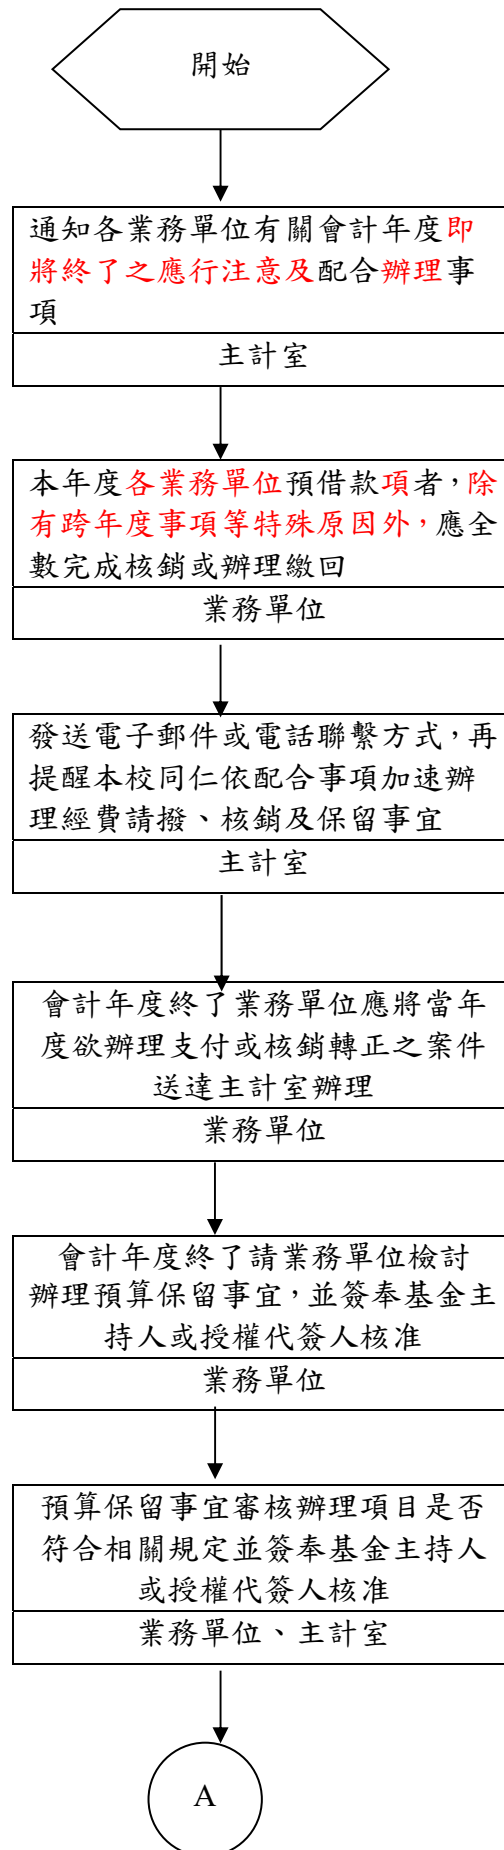 開始
通知各業務單位有關會計年度即
將終了之應行注意及配合辦理事
項
主計室
本年度各業務單位預借款項者，除
有跨年度事項等特殊原因外，應全
數完成核銷或辦理繳回
業務單位
發送電子郵件或電話聯繫方式，再
提醒本校同仁依配合事項加速辦
理經費請撥、核銷及保留事宜
主計室
會計年度終了業務單位應將當年
度欲辦理支付或核銷轉正之案件
送達主計室辦理
業務單位
會計年度終了請業務單位檢討
辦理預算保留事宜，並簽奉基金主
持人或授權代簽人核准
業務單位
預算保留事宜審核辦理項目是否
符合相關規定並簽奉基金主持人
或授權代簽人核准
業務單位、主計室
A